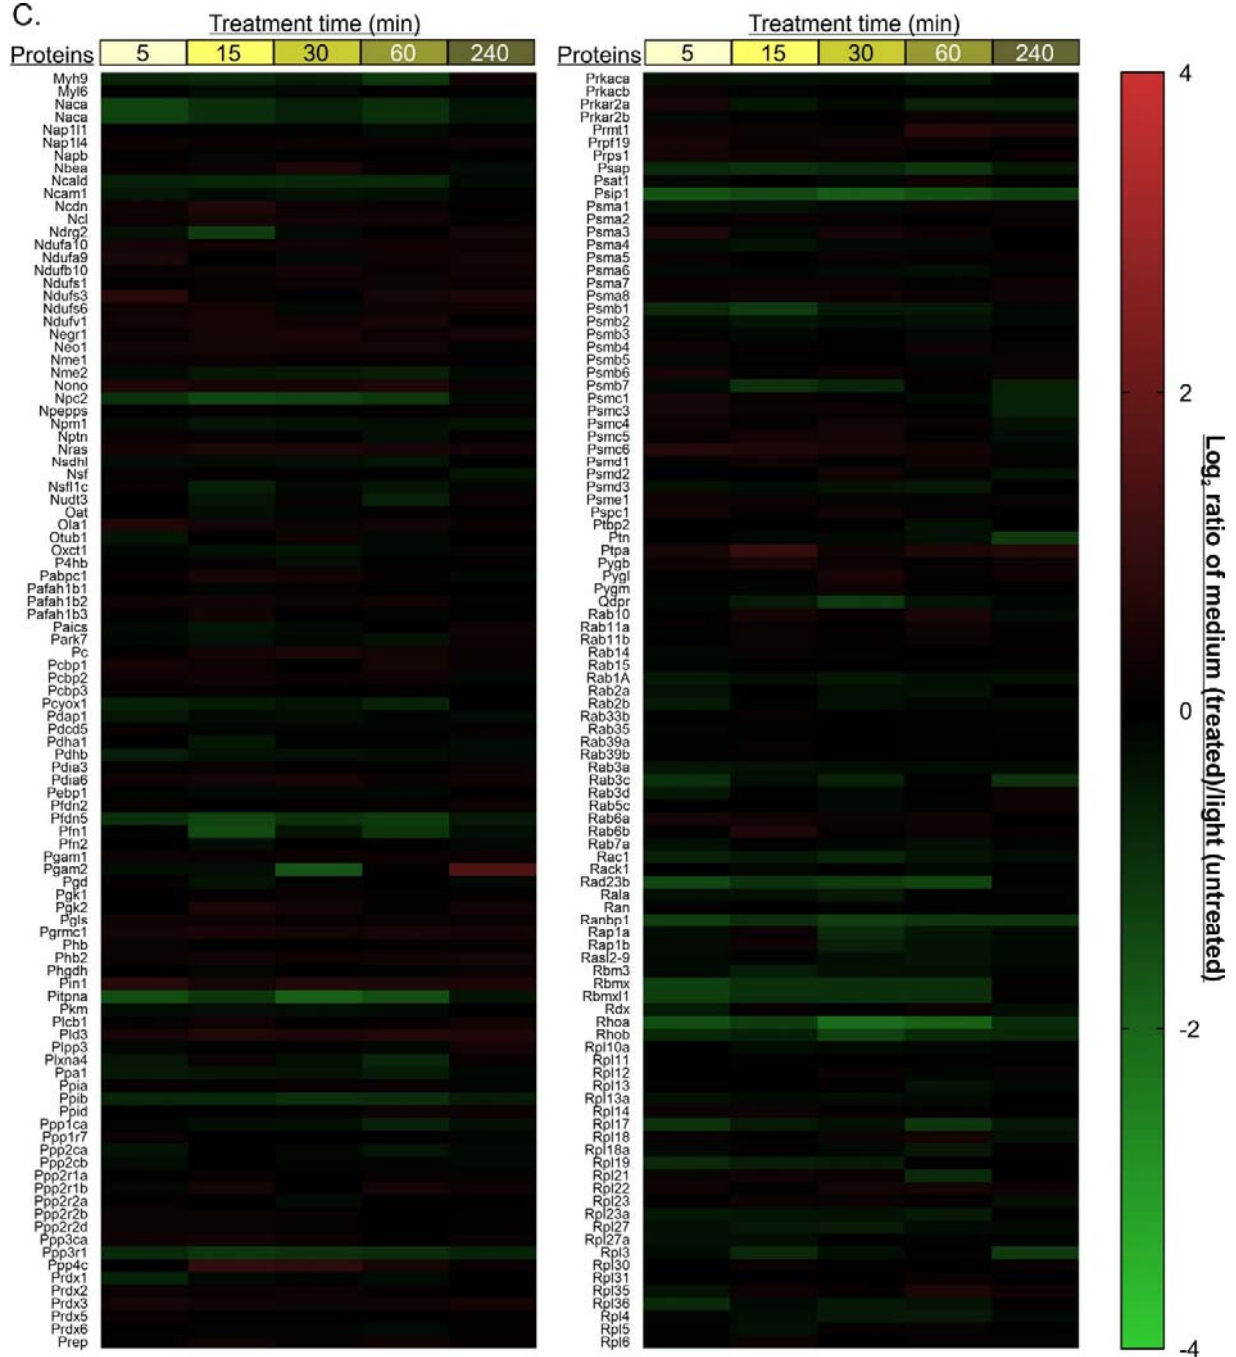 C.
Treatment time (min)
Proteins 5 15 30 60 240
Myh9
Myl6
Naca
Naca
Nap1l1
Nap1l4
Napb
Nbea
Ncald
Ncam1
Ncdn
Ncl
Ndrg2
Ndufa10
Ndufa9
Ndufb10
Ndufs1
Ndufs3
Ndufs6
Ndufv1
Negr1
Neo1
Nme1
Nme2
Nono
Npc2
Npepps
Npm1
Nptn
Nras
Nsdhl
Nsf
Nsfl1c
Nudt3
Oat
Ola1
Otub1
Oxct1
P4hb
Pabpc1
Pafah1b1
Pafah1b2
Pafah1b3
Paics
Park7
Pc
Pcbp1
Pcbp2
Pcbp3
Pcyox1
Pdap1
Pdcd5
Pdha1
Pdhb
Pdia3
Pdia6
Pebp1
Pfdn2
Pfdn5
Pfn1
Pfn2
Pgam1
Pgam2
Pgd
Pgk1
Pgk2
Pgls
Pgrmc1
Phb
Phb2
Phgdh
Pin1
Pitpna
Pkm
Plcb1
Pld3
Plpp3
Plxna4
Ppa1
Ppia
Ppib
Ppid
Ppp1ca
Ppp1r7
Ppp2ca
Ppp2cb
Ppp2r1a
Ppp2r1b
Ppp2r2a
Ppp2r2b
Ppp2r2d
Ppp3ca
Ppp3r1
Ppp4c
Prdx1
Prdx2
Prdx3
Prdx5
Prdx6
Prep
Treatment time (min)
Proteins 5 15 30 60 240
Prkaca
Prkacb
Prkar2a
Prkar2b
Prmt1
Prpf19
Prps1
Psap
Psat1
Psip1
Psma1
Psma2
Psma3
Psma4
Psma5
Psma6
Psma7
Psma8
Psmb1
Psmb2
Psmb3
Psmb4
Psmb5
Psmb6
Psmb7
Psmc1
Psmc3
Psmc4
Psmc5
Psmc6
Psmd1
Psmd2
Psmd3
Psme1
Pspc1
Ptbp2
Ptn
Ptpa
Pygb
Pygl
Pygm
Qdpr
Rab10
Rab11a
Rab11b
Rab14
Rab15
Rab1A
Rab2a
Rab2b
Rab33b
Rab35
Rab39a
Rab39b
Rab3a
Rab3c
Rab3d
Rab5c
Rab6a
Rab6b
Rab7a
Rac1
Rack1
Rad23b
Rala
Ran
Ranbp1
Rap1a
Rap1b
Rasl2-9
Rbm3
Rbmx
Rbmxl1
Rdx
Rhoa
Rhob
Rpl10a
Rpl11
Rpl12
Rpl13
Rpl13a
Rpl14
Rpl17
Rpl18
Rpl18a
Rpl19
Rpl21
Rpl22
Rpl23
Rpl23a
Rpl27
Rpl27a
Rpl3
Rpl30
Rpl31
Rpl35
Rpl36
Rpl4
Rpl5
Rpl6
4
2
0
-2
-4
Log₂ ratio of medium (treated)/light (untreated)